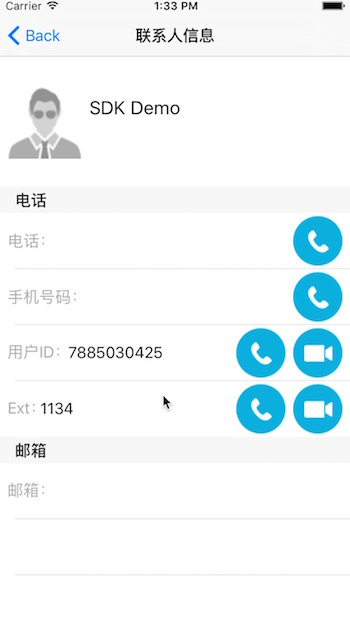 Carrier 1:33 PM
Back 联系人信息
SDK Demo
电话
电话：
手机号码：
用户ID：7885030425
Ext：1134
邮箱
邮箱：